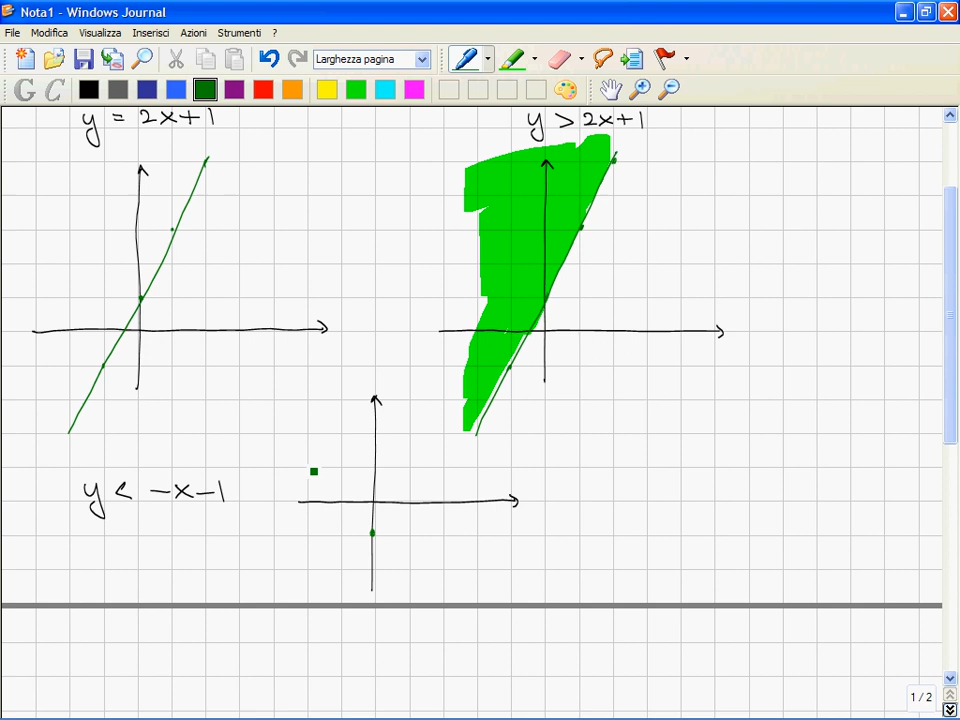 Nota1 - Windows Journal
File Modifica Visualizza Inserisci Azioni Strumenti ?
Larghezza pagina
G C
y = 2x+1
y > 2x+1
y < -x-1
1 / 2